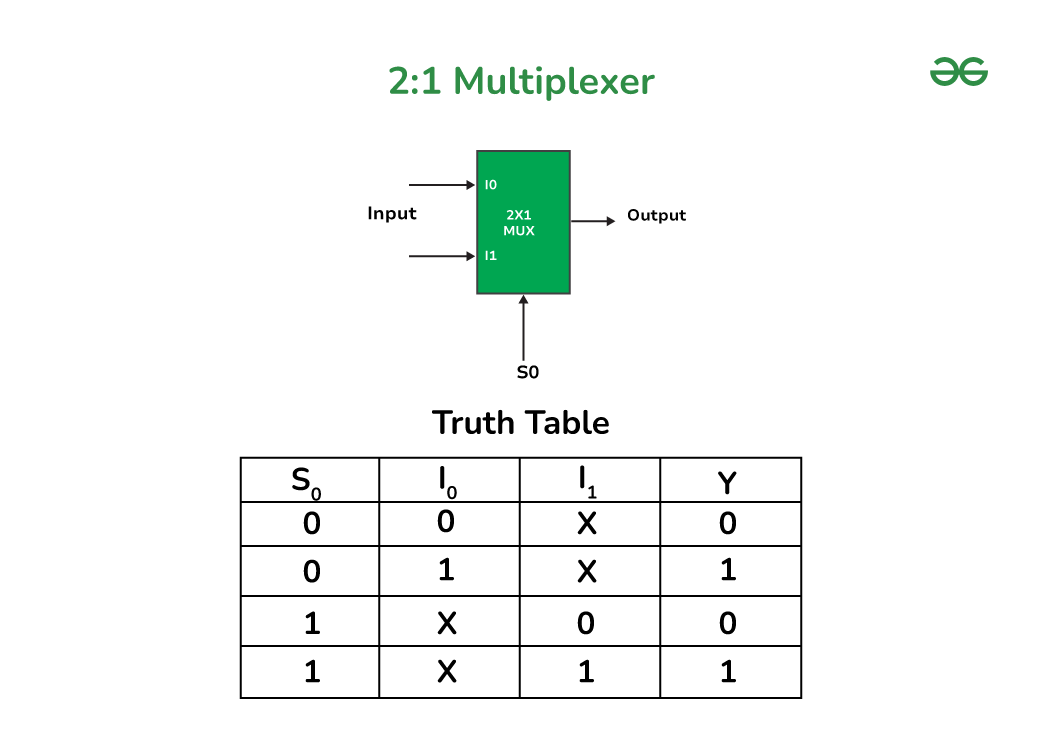 2:1 Multiplexer
I0
Input
2X1
MUX
Output
I1
S0
Truth Table
S0 I0 I1 Y
0 0 X 0
0 1 X 1
1 X 0 0
1 X 1 1